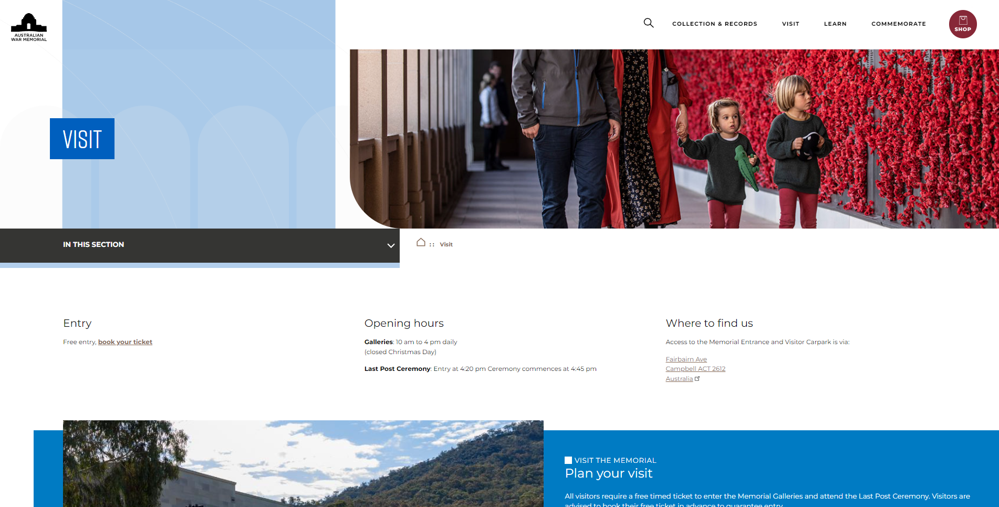 AUSTRALIAN
WAR MEMORIAL
COLLECTION & RECORDS
VISIT
LEARN
COMMEMORATE
SHOP
VISIT
IN THIS SECTION
:: Visit
Entry
Free entry, book your ticket
Opening hours
Galleries: 10 am to 4 pm daily
(closed Christmas Day)
Last Post Ceremony: Entry at 4:20 pm Ceremony commences at 4:45 pm
Where to find us
Access to the Memorial Entrance and Visitor Carpark is via:
Fairbairn Ave
Campbell ACT 2612
Australia
VISIT THE MEMORIAL
Plan your visit
All visitors require a free timed ticket to enter the Memorial Galleries and attend the Last Post Ceremony. Visitors are
advised to book their free ticket in advance to guarantee entry.